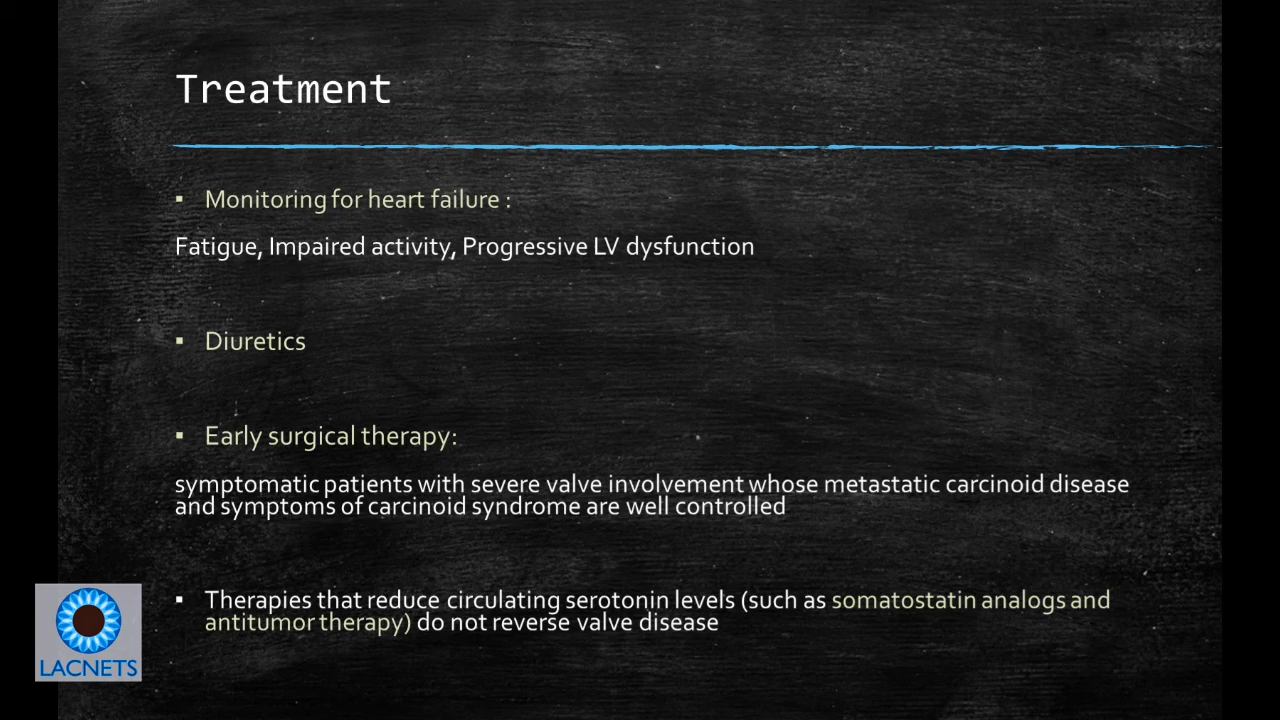 Treatment
▪ Monitoring for heart failure :
Fatigue, Impaired activity, Progressive LV dysfunction
▪ Diuretics
▪ Early surgical therapy:
symptomatic patients with severe valve involvement whose metastatic carcinoid disease
and symptoms of carcinoid syndrome are well controlled
▪ Therapies that reduce circulating serotonin levels (such as somatostatin analogs and
antitumor therapy) do not reverse valve disease
LACNETS